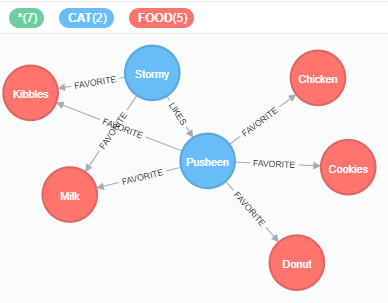 *(7) CAT(2) FOOD(5)
Stormy
Chicken
Kibbles
FAVORITE
LIKES
FAVORITE
FAVORITE
FAVORITE
Pusheen
FAVORITE
Cookies
FAVORITE
Milk
FAVORITE
Donut